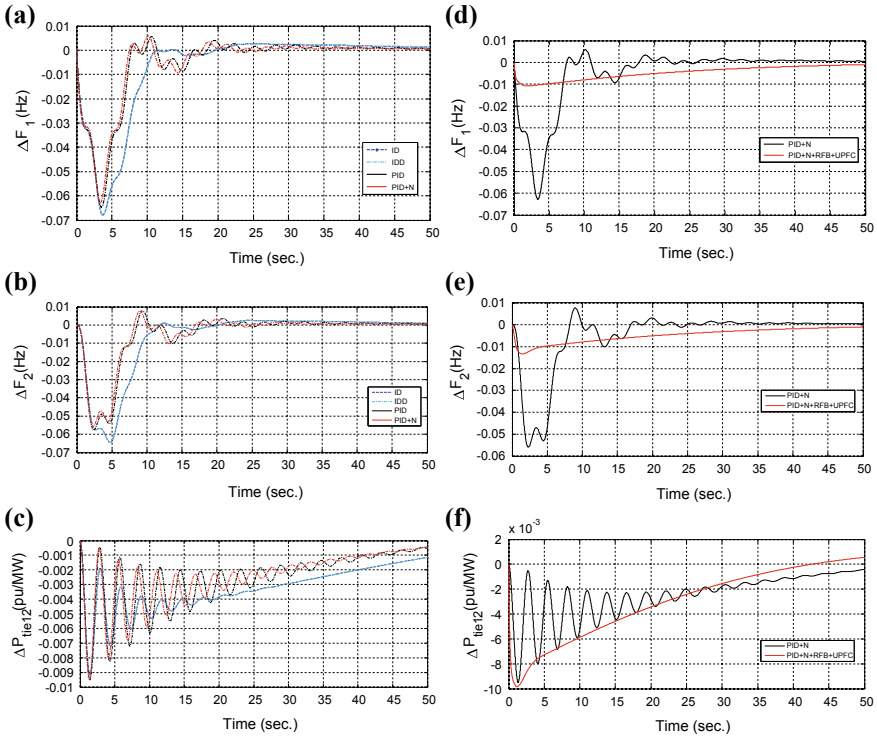 (a)
0.01
0
-0.01
-0.02
-0.03
-0.04
-0.05
-0.06
-0.07
ΔF 1(Hz)
ID
IDD
PID
PID+N
0 5 10 15 20 25 30 35 40 45 50
Time (sec.)
(d)
0.01
0
-0.01
-0.02
-0.03
-0.04
-0.05
-0.06
-0.07
ΔF1(Hz)
PID+N
PID+N+RFB+UPFC
0 5 10 15 20 25 30 35 40 45 50
Time (sec.)
(b)
0.01
0
-0.01
-0.02
-0.03
-0.04
-0.05
-0.06
-0.07
ΔF2(Hz)
ID
IDD
PID
PID+N
0 5 10 15 20 25 30 35 40 45 50
Time (sec.)
(e)
0.01
0
-0.01
-0.02
-0.03
-0.04
-0.05
-0.06
ΔF2(Hz)
PID+N
PID+N+RFB+UPFC
0 5 10 15 20 25 30 35 40 45 50
Time (sec.)
(c)
0
-0.001
-0.002
-0.003
-0.004
-0.005
-0.006
-0.007
-0.008
-0.009
-0.01
ΔPtie12(pu/MW)
0 5 10 15 20 25 30 35 40 45 50
Time (sec.)
(f)
x 10-3
2
0
-2
-4
-6
-8
-10
ΔPtie12(pu/MW)
PID+N
PID+N+RFB+UPFC
0 5 10 15 20 25 30 35 40 45 50
Time (sec.)